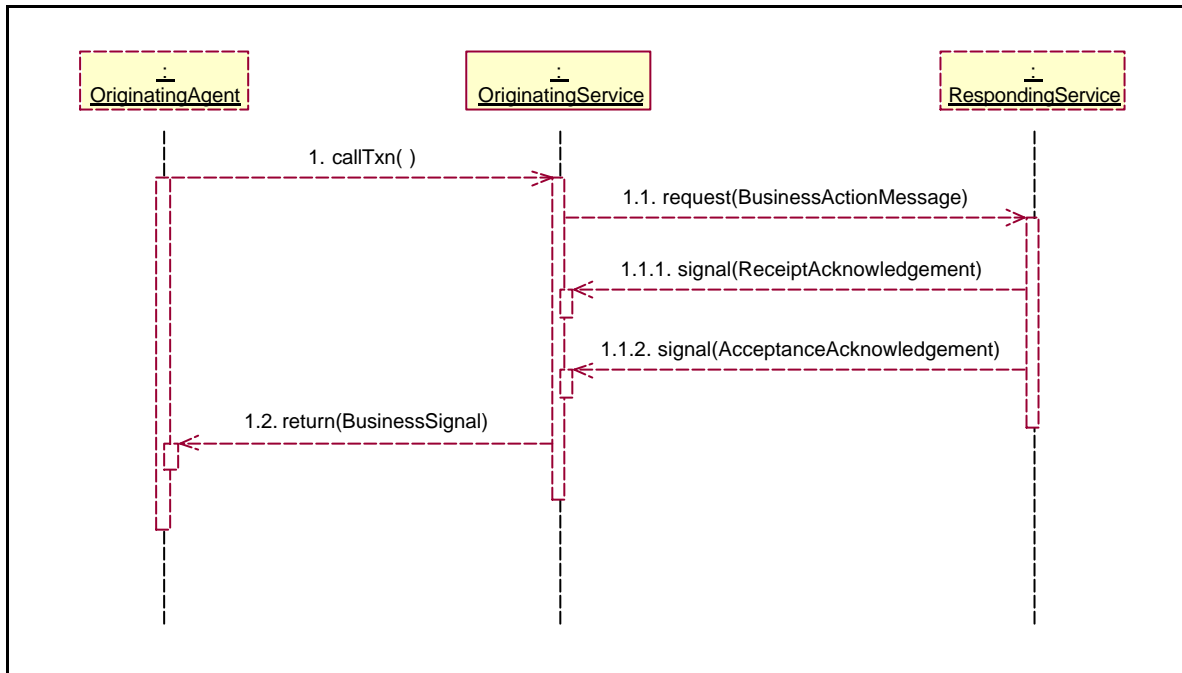 :
OriginatingAgent
:
OriginatingService
:
RespondingService
1. callTxn( )
1.1. request(BusinessActionMessage)
1.1.1. signal(ReceiptAcknowledgement)
1.1.2. signal(AcceptanceAcknowledgement)
1.2. return(BusinessSignal)